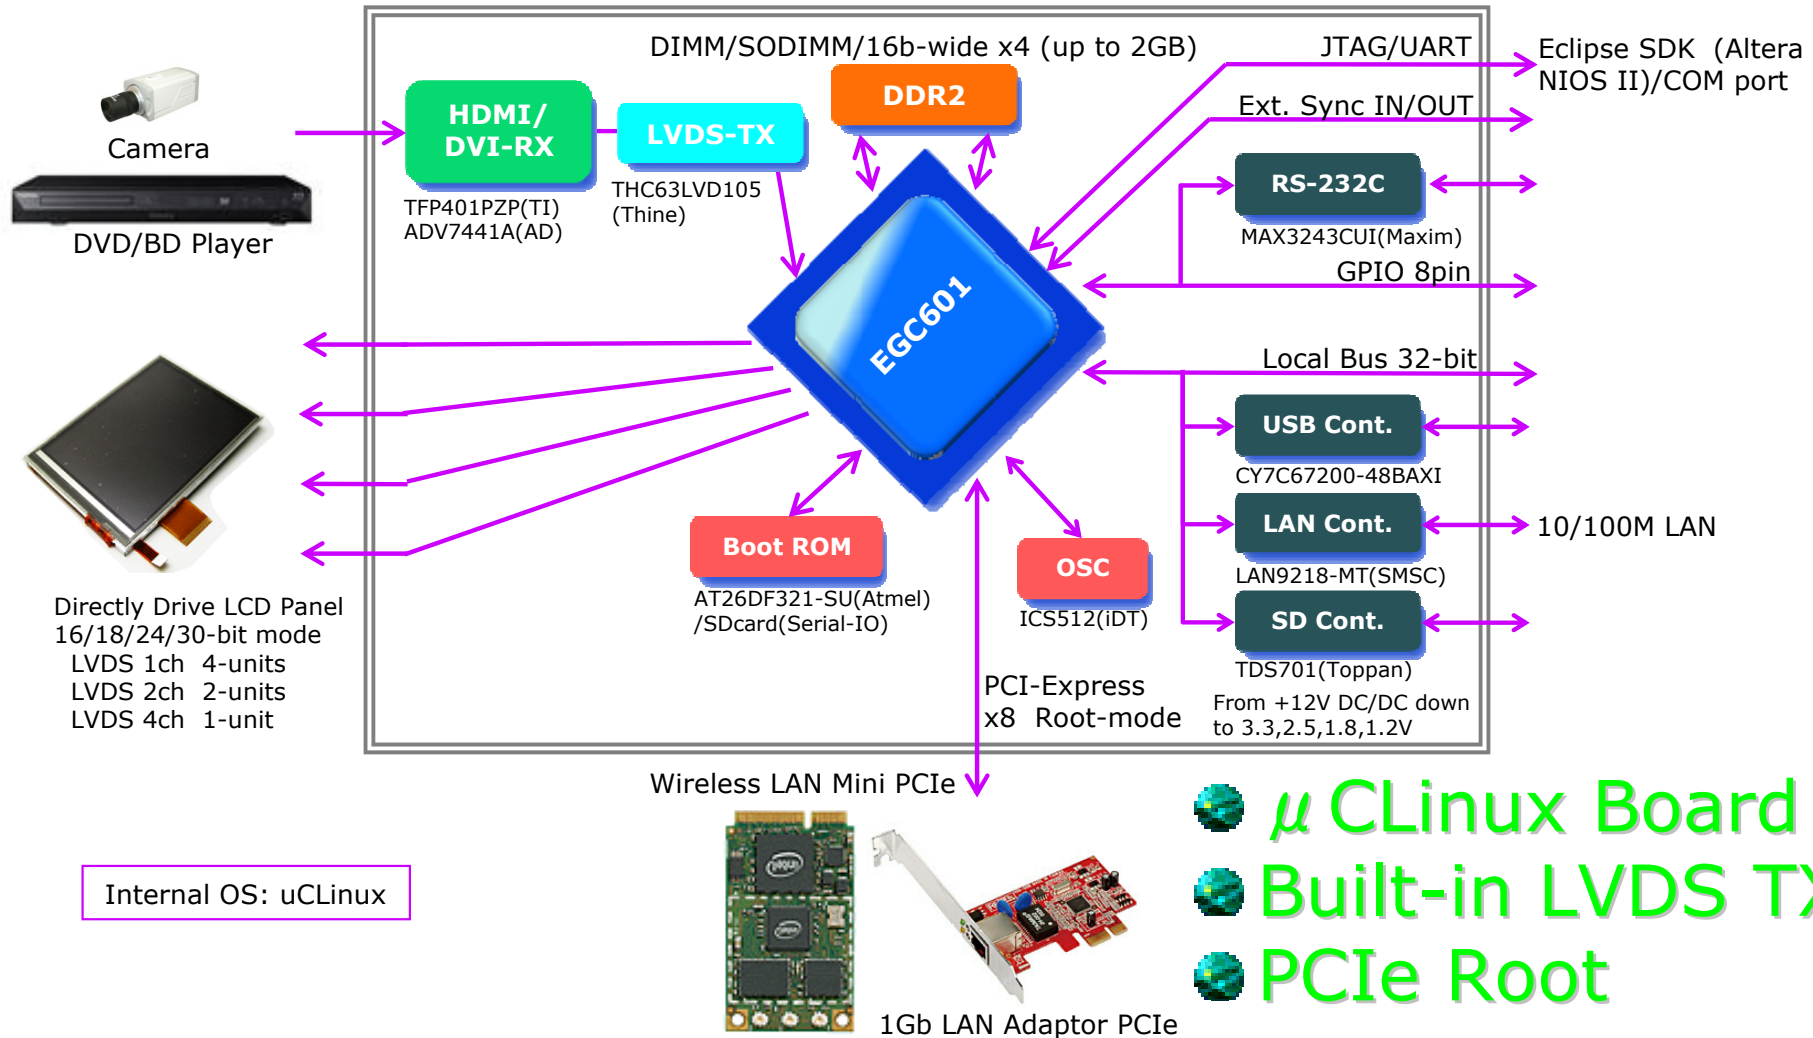 DIMM/SODIMM/16b-wide x4 (up to 2GB)
JTAG/UART
Eclipse SDK (Altera
NIOS II)/COM port
HDMI/
DVI-RX
LVDS-TX
DDR2
Ext. Sync IN/OUT
Camera
TFP401PZP(TI)
ADV7441A(AD)
THC63LVD105
(Thine)
RS-232C
MAX3243CUI(Maxim)
DVD/BD Player
GPIO 8pin
EGC601
Local Bus 32-bit
USB Cont.
CY7C67200-48BAXI
LAN Cont.
10/100M LAN
LAN9218-MT(SMSC)
Boot ROM
AT26DF321-SU(Atmel)
/SDcard(Serial-IO)
OSC
ICS512(iDT)
SD Cont.
TDS701(Toppan)
From +12V DC/DC down
to 3.3,2.5,1.8,1.2V
Directly Drive LCD Panel
16/18/24/30-bit mode
LVDS 1ch 4-units
LVDS 2ch 2-units
LVDS 4ch 1-unit
PCI-Express
x8 Root-mode
Wireless LAN Mini PCIe
1Gb LAN Adaptor PCIe
Internal OS: uCLinux
μCLinux Board
Built-in LVDS TX
PCIe Root